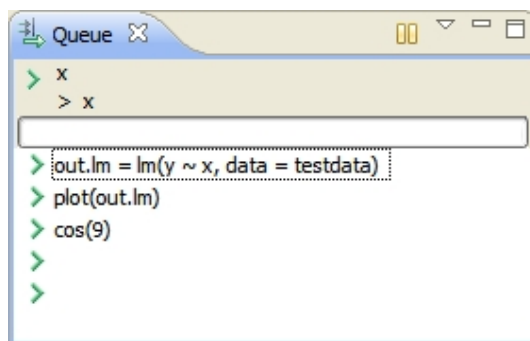 Queue
x
> x
out.lm = lm(y ~ x, data = testdata)
plot(out.lm)
cos(9)